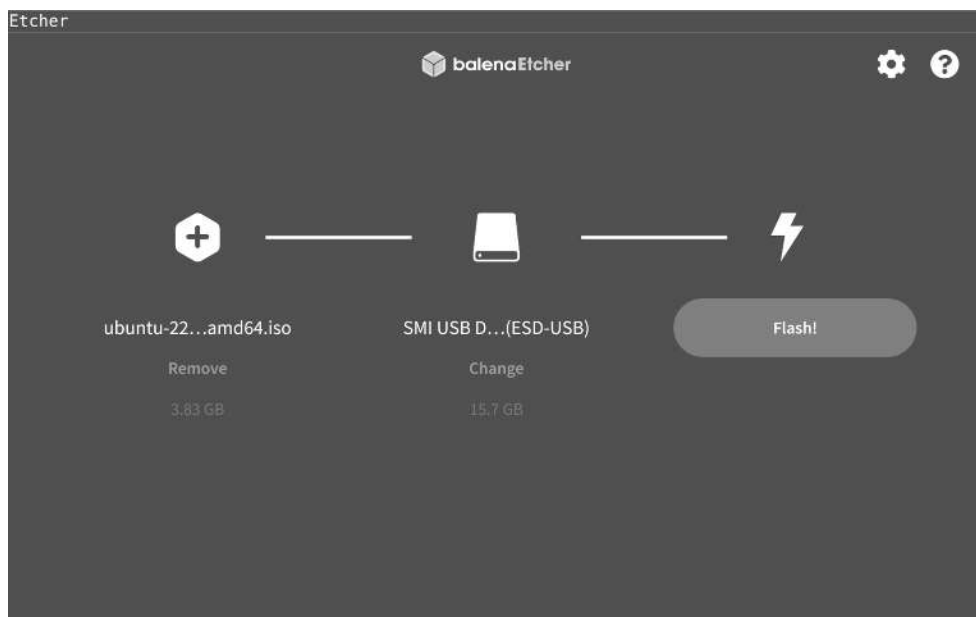 Etcher
balenaEtcher
ubuntu-22...amd64.iso
SMI USB D...(ESD-USB)
Flash!
Remove
Change
3.83 GB
15.7 GB